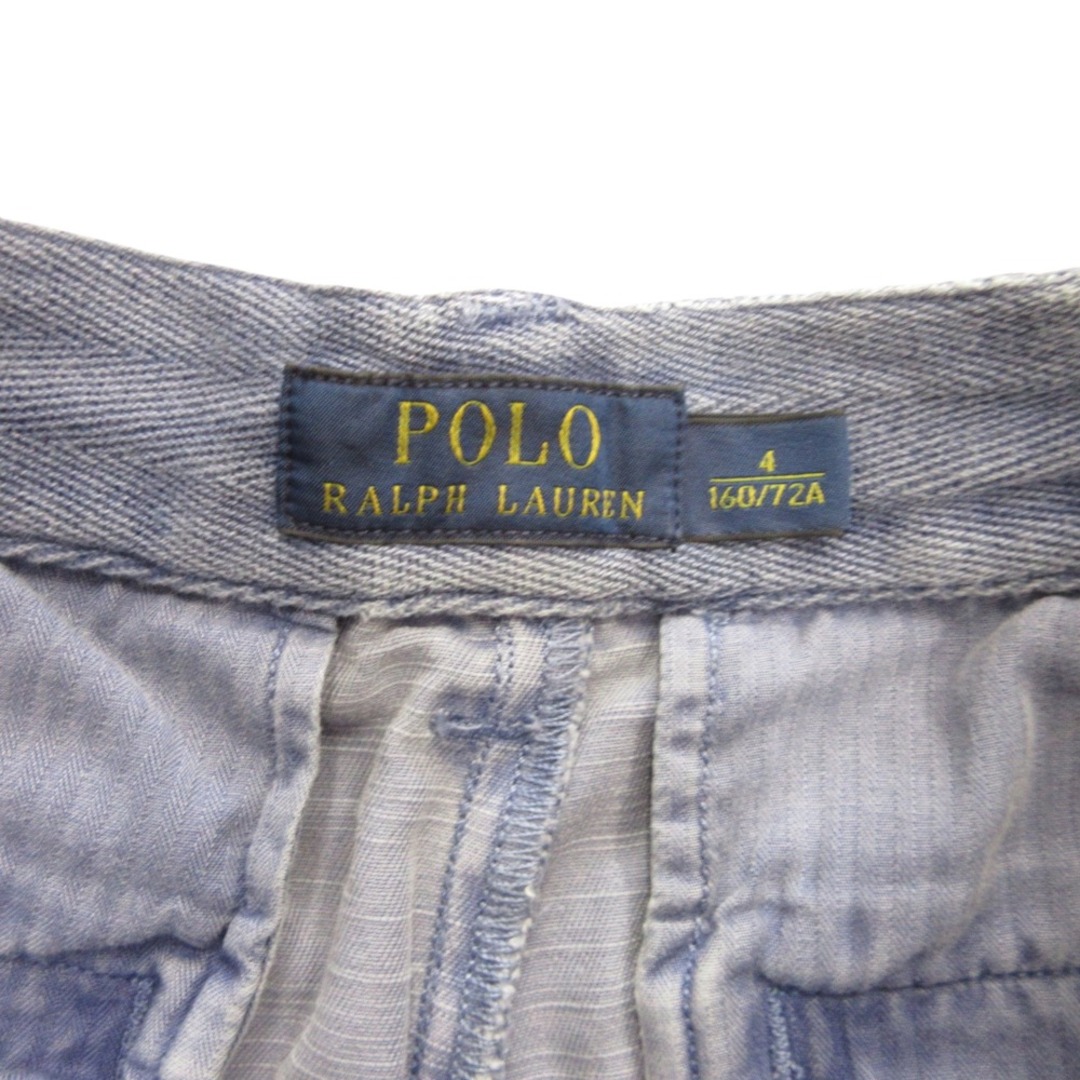 POLO
RALPH LAUREN
4
160/72A